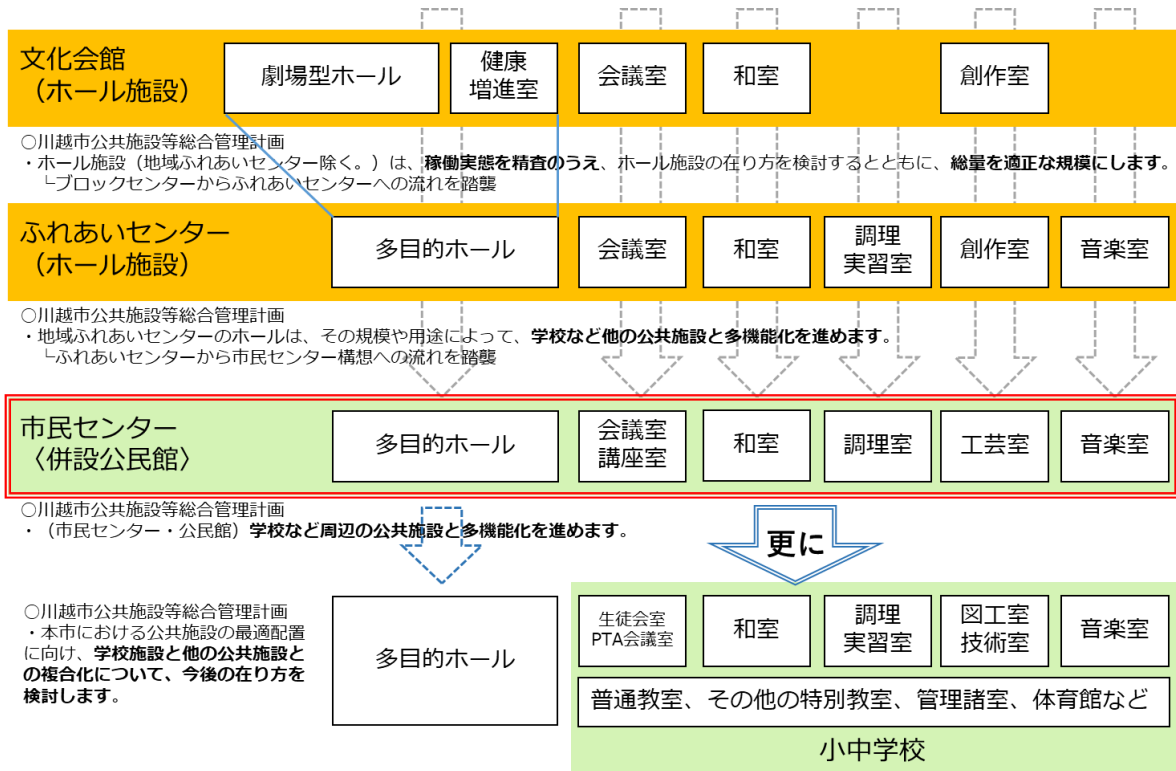 文化会館
（ホール施設）
劇場型ホール
健康
増進室
会議室
和室
創作室
○川越市公共施設等総合管理計画
・ホール施設（地域ふれあいセンター除く。）は、稼働実態を精査のうえ、ホール施設の在り方を検討するとともに、総量を適正な規模にします。
└ブロックセンターからふれあいセンターへの流れを踏襲
ふれあいセンター
（ホール施設）
多目的ホール
会議室
和室
調理
実習室
創作室
音楽室
○川越市公共施設等総合管理計画
・地域ふれあいセンターのホールは、その規模や用途によって、学校など他の公共施設と多機能化を進めます。
└ふれあいセンターから市民センター構想への流れを踏襲
市民センター
〈併設公民館〉
多目的ホール
会議室
講座室
和室
調理室
工芸室
音楽室
○川越市公共施設等総合管理計画
・（市民センター・公民館）学校など周辺の公共施設と多機能化を進めます。
更に
○川越市公共施設等総合管理計画
・本市における公共施設の最適配置
に向け、学校施設と他の公共施設と
の複合化について、今後の在り方を
検討します。
多目的ホール
生徒会室
PTA会議室
和室
調理
実習室
図工室
技術室
音楽室
普通教室、その他の特別教室、管理諸室、体育館など
小中学校